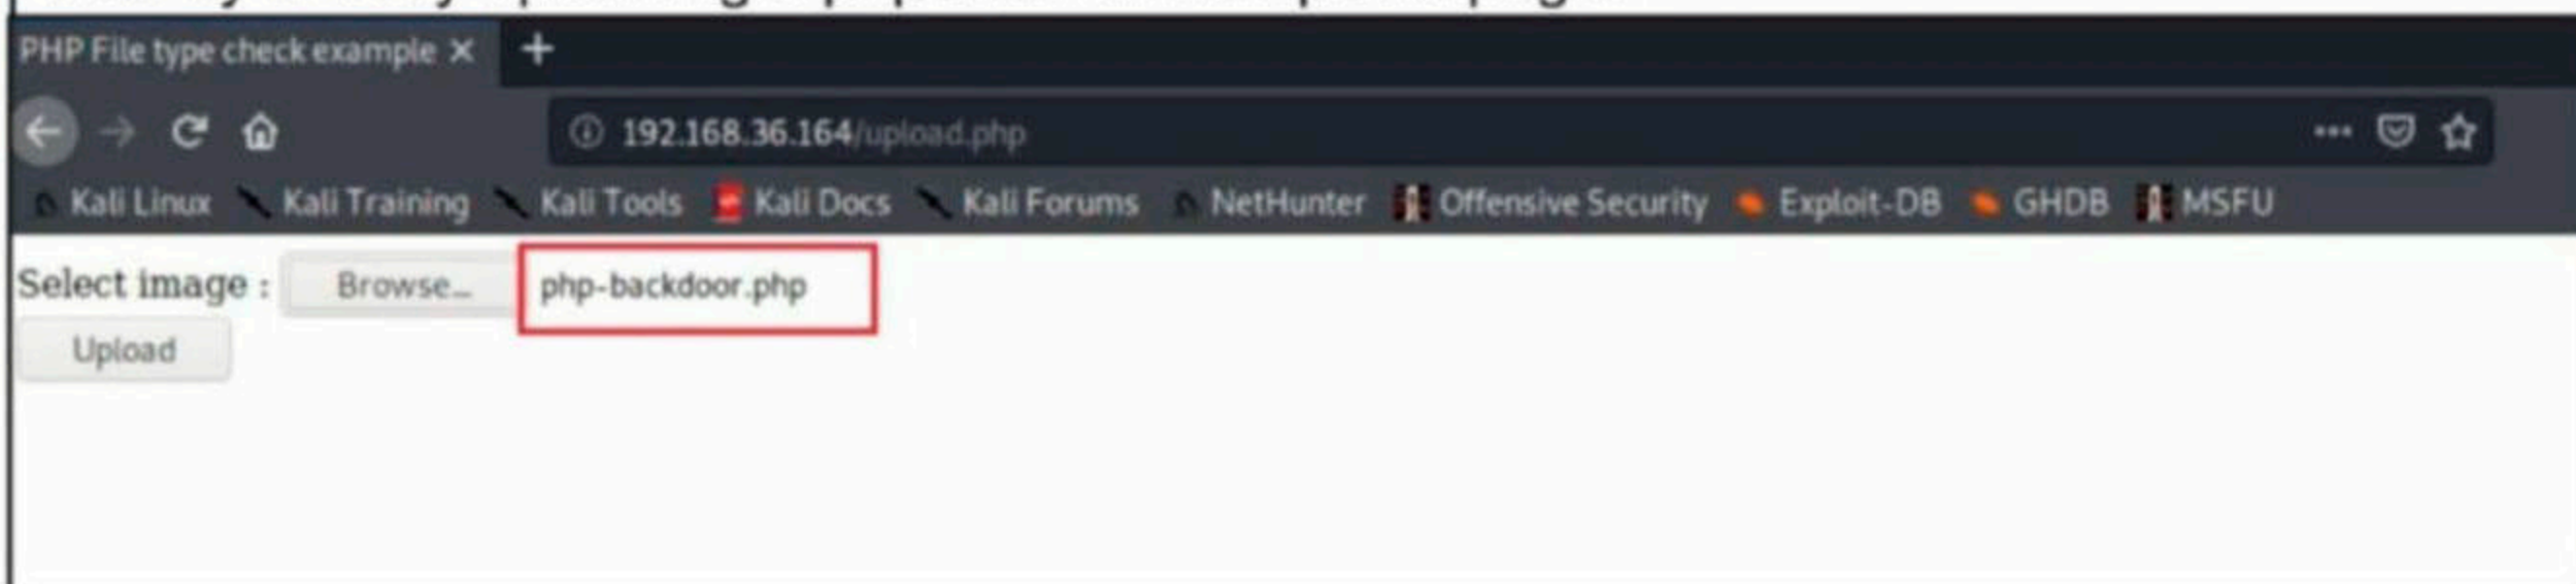 PHP File type check example × +
192.168.36.164/upload.php
Kali Linux Kali Training Kali Tools Kali Docs Kali Forums NetHunter Offensive Security Exploit-DB GHDB MSFU
Select image : Browse... php-backdoor.php
Upload